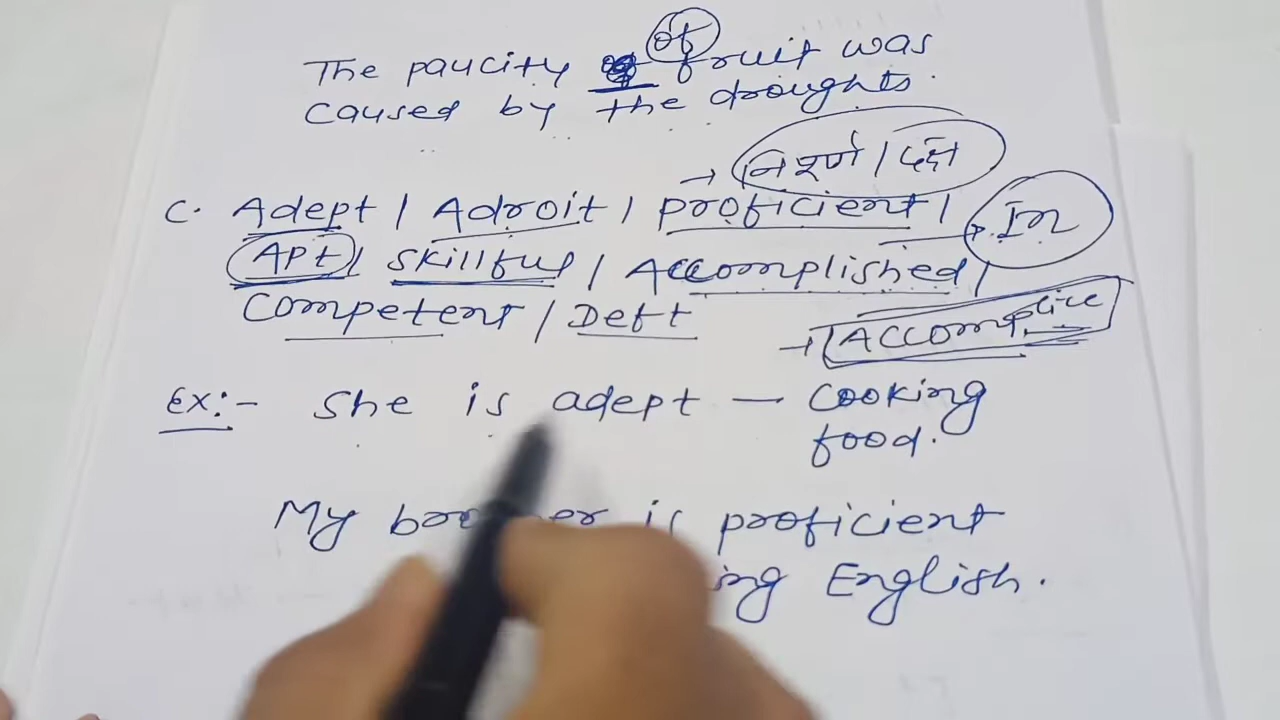 The paucity of fruit was
caused by the droughts.
→ निपूर्ण / दक्ष
C. Adept / Adroit / proficient / → In
Apt / skillful / Accomplished /
Competent / Deft
→ Accomplice
Ex:- She is adept — cooking
food.
My is proficient
English.